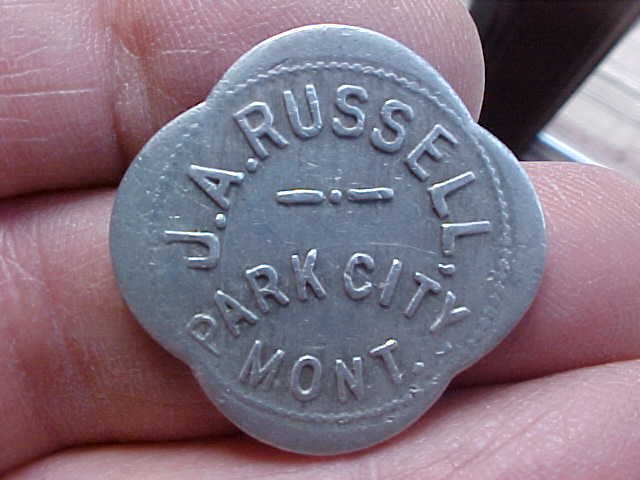 J.A. RUSSELL,
PARK CITY
MONT.